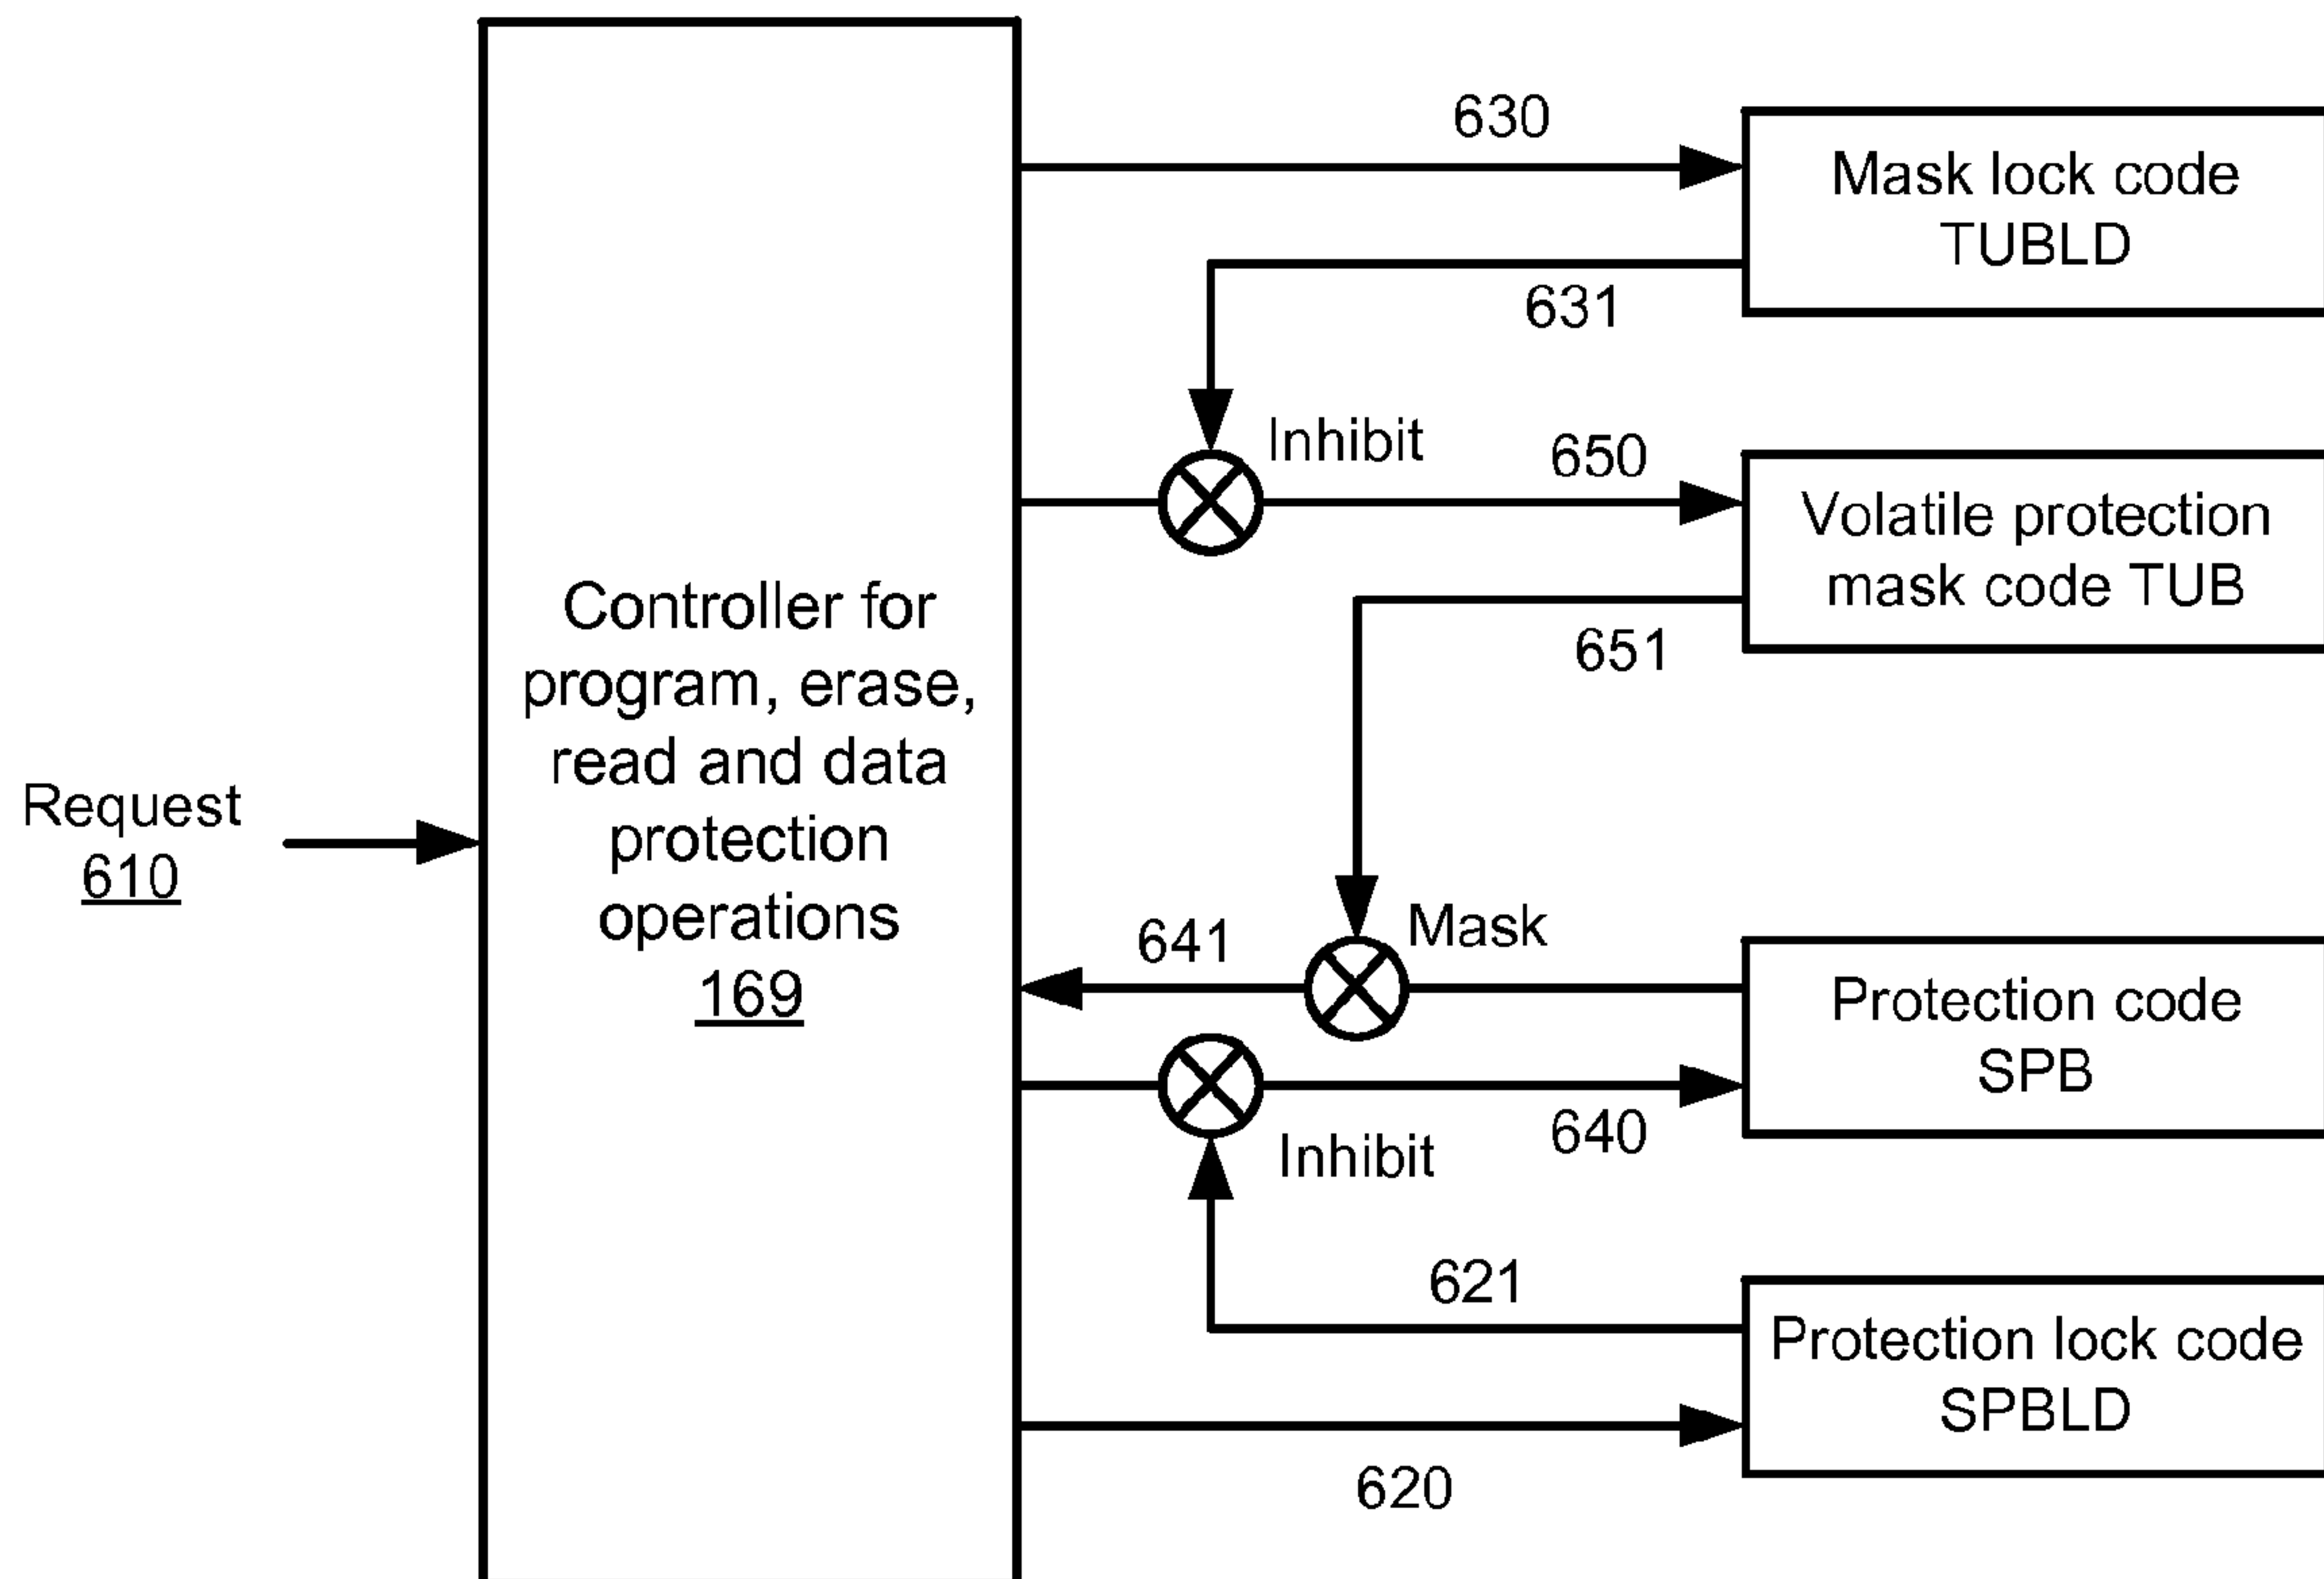 Request
610
Controller for
program, erase,
read and data
protection
operations
169
630
631
Inhibit
650
651
641
Mask
Inhibit
640
621
620
Mask lock code
TUBLD
Volatile protection
mask code TUB
Protection code
SPB
Protection lock code
SPBLD